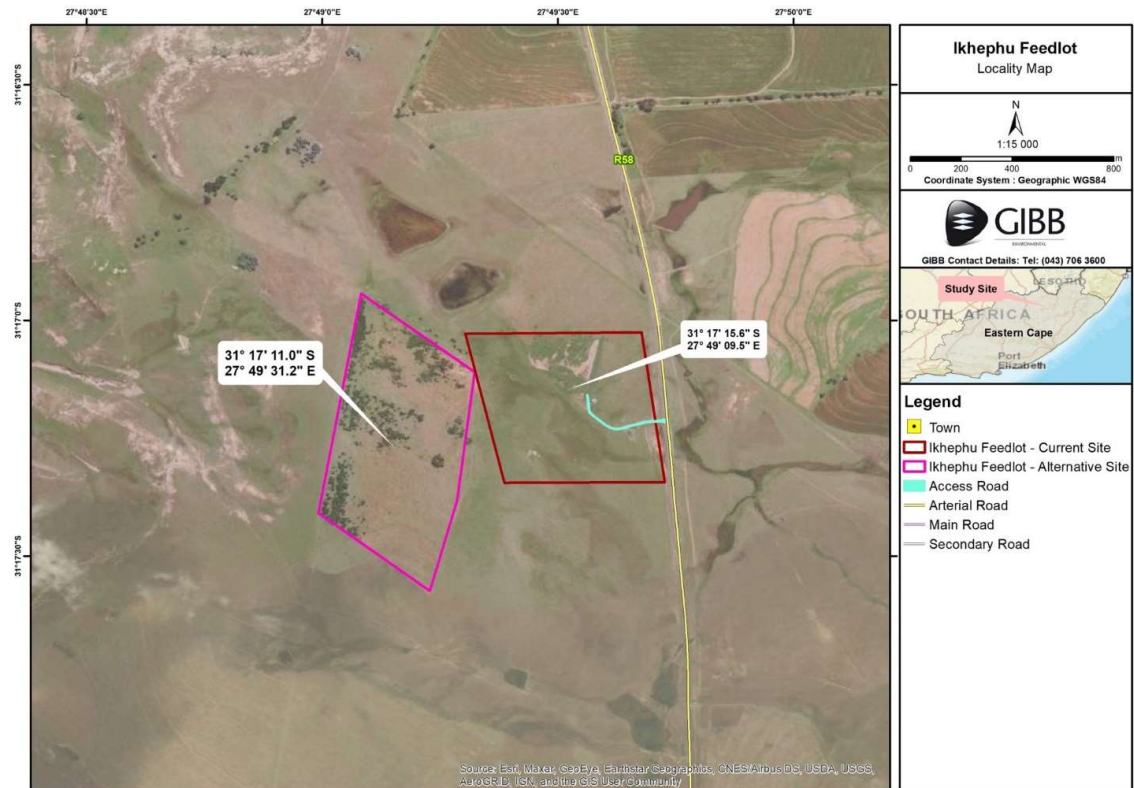 27°48'30"E
27°49'0"E
27°49'30"E
27°50'0"E
31°16'30"S
31°17'0"S
31°17'30"S
R58
31° 17' 11.0" S
27° 49' 31.2" E
31° 17' 15.6" S
27° 49' 09.5" E
Source: Esri, Maxar, GeoEye, Earthstar Geographics, CNES/Airbus DS, USDA, USGS,
AeroGRID, IGN, and the GIS User Community
Ikhephu Feedlot
Locality Map
N
1:15 000
m
0 200 400 800
Coordinate System : Geographic WGS84
GIBB
ENVIRONMENTAL
GIBB Contact Details: Tel: (043) 706 3600
Study Site
LESOTHO
SOUTH AFRICA
Eastern Cape
Port
Elizabeth
Legend
Town
Ikhephu Feedlot - Current Site
Ikhephu Feedlot - Alternative Site
Access Road
Arterial Road
Main Road
Secondary Road